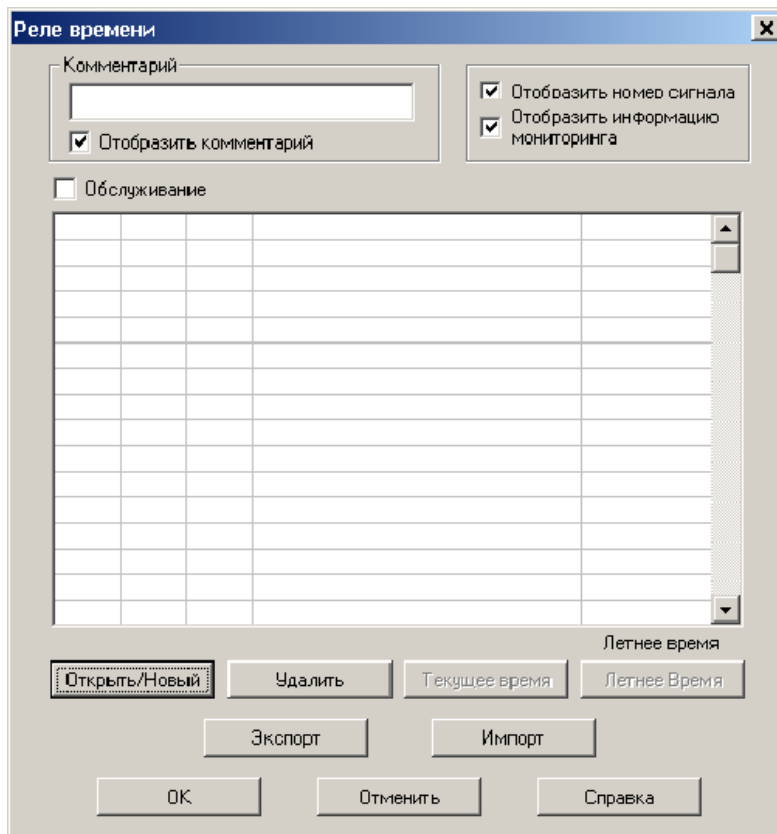 Реле времени
Комментарий
Отобразить комментарий
Отобразить номер сигнала
Отобразить информацию
мониторинга
Обслуживание
Летнее время
Открыть/Новый
Удалить
Текущее время
Летнее Время
Экспорт
Импорт
OK
Отменить
Справка